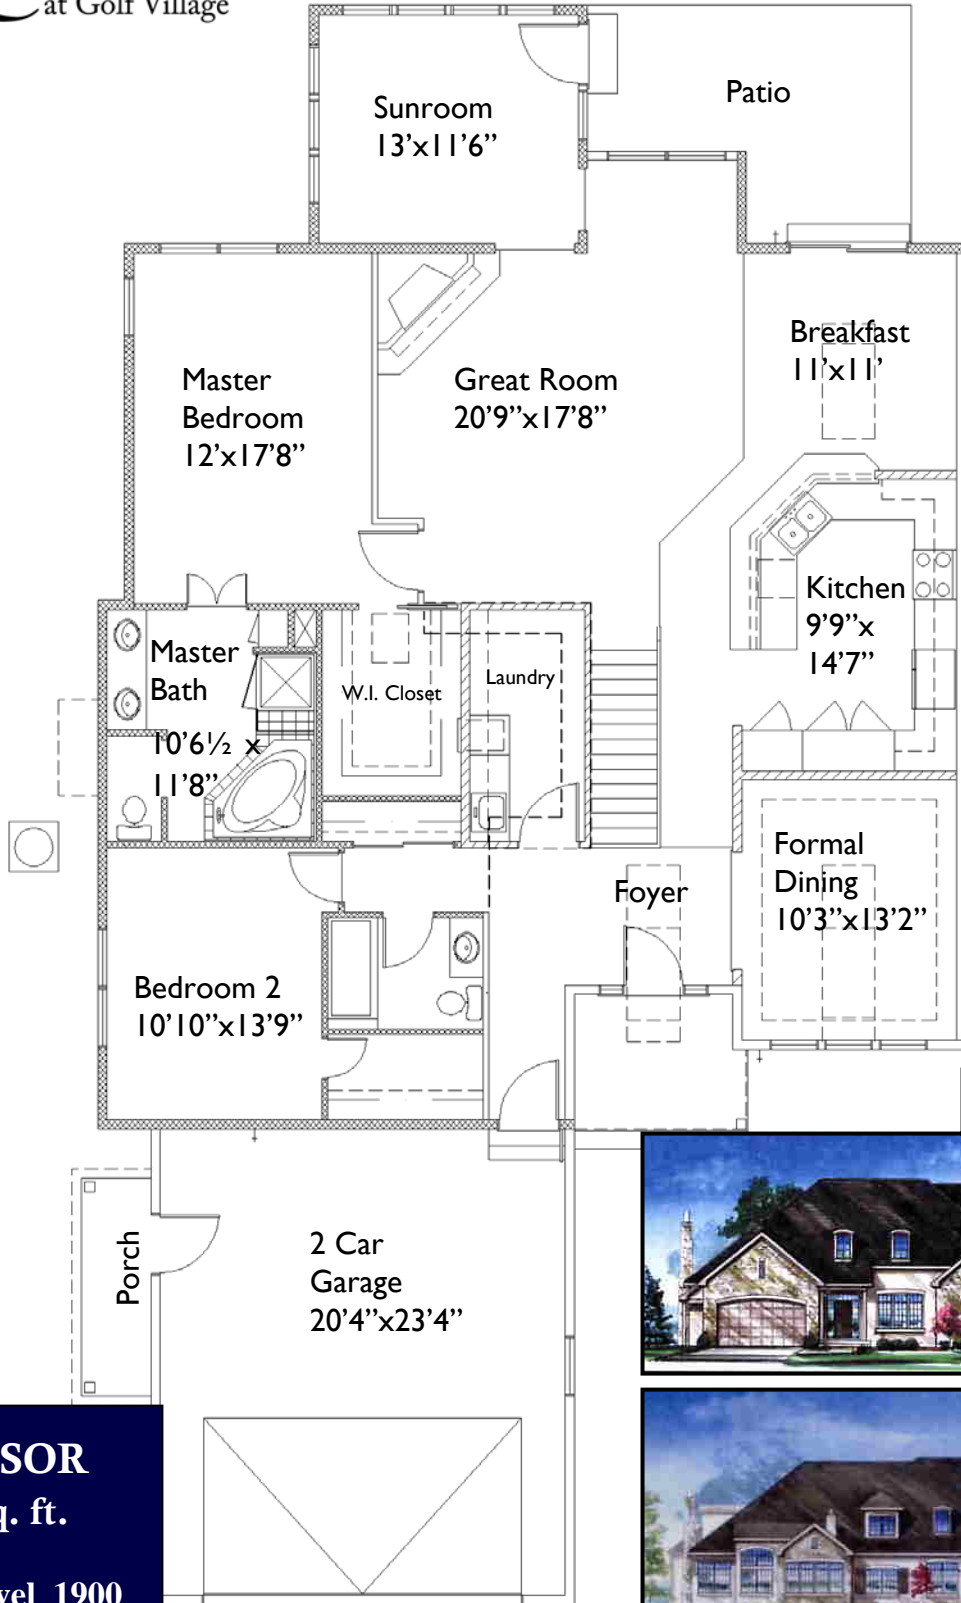 at Golf Village
Patio
Sunroom
13’x11’6”
Breakfast
11’x11’
Master
Bedroom
12’x17’8”
Great Room
20’9”x17’8”
Kitchen
9’9”x
14’7”
Master
Bath
10’6½ x
11’8”
W.I. Closet
Laundry
Formal
Dining
10’3”x13’2”
Foyer
Bedroom 2
10’10”x13’9”
Porch
2 Car
Garage
20’4”x23’4”
SOR
q. ft.
vel 1900